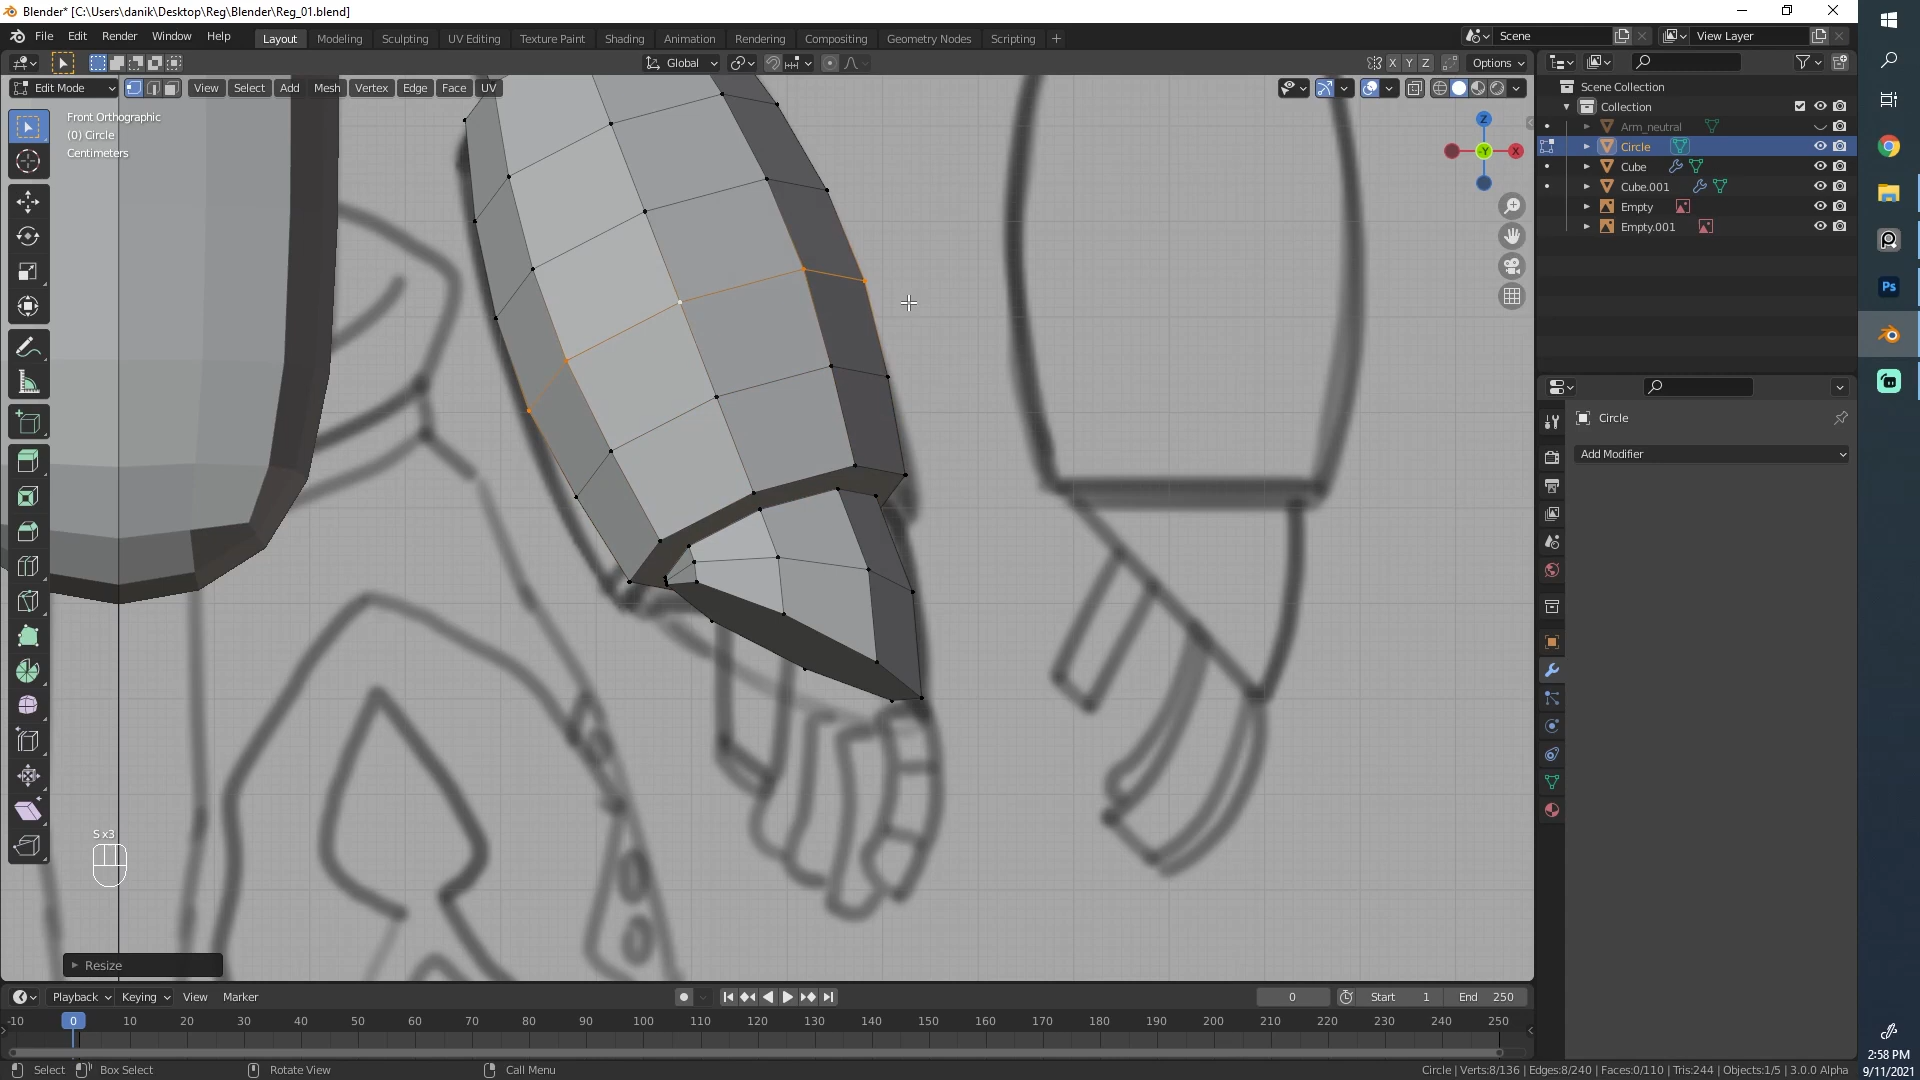 Blender* [C:\Users\danik\Desktop\Reg\Blender\Reg_01.blend]
File Edit Render Window Help Layout Modeling Sculpting UV Editing Texture Paint Shading Animation Rendering Compositing Geometry Nodes Scripting + Scene View Layer
Global X Y Z Options
Edit Mode View Select Add Mesh Vertex Edge Face UV
Front Orthographic
(0) Circle
Centimeters
Z
-Y X
Scene Collection
Collection
Arm_neutral
Circle
Cube
Cube.001
Empty
Empty.001
Circle
Add Modifier
S x3
Resize
Playback Keying View Marker 0 Start 1 End 250
-10 0 10 20 30 40 50 60 70 80 90 100 110 120 130 140 150 160 170 180 190 200 210 220 230 240 250
Select Box Select Rotate View Call Menu Circle | Verts:8/136 | Edges:8/240 | Faces:0/110 | Tris:244 | Objects:1/5 | 3.0.0 Alpha
Ps
2:58 PM
9/11/2021